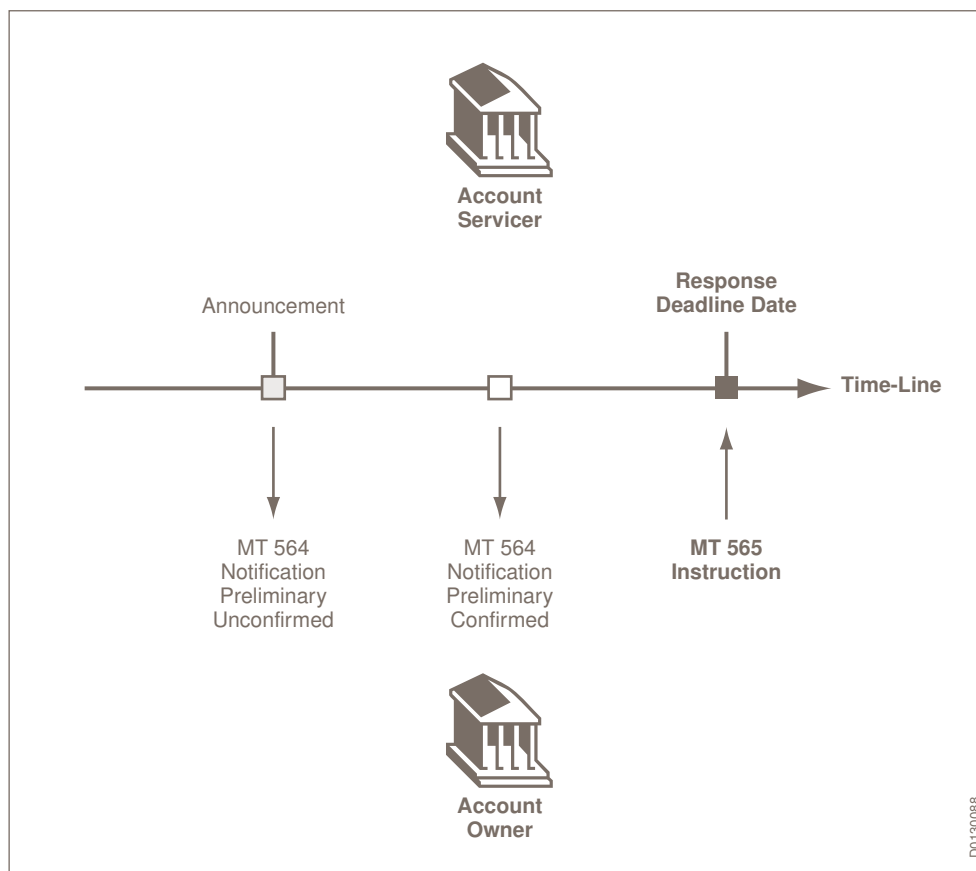 Account
Servicer
Announcement
Response
Deadline Date
Time-Line
MT 564
Notification
Preliminary
Unconfirmed
MT 564
Notification
Preliminary
Confirmed
MT 565
Instruction
Account
Owner
D0130088